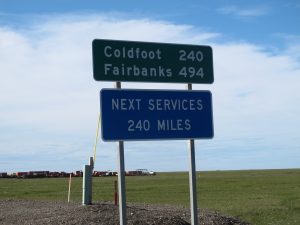 Coldfoot 240
Fairbanks 494
NEXT SERVICES
240 MILES